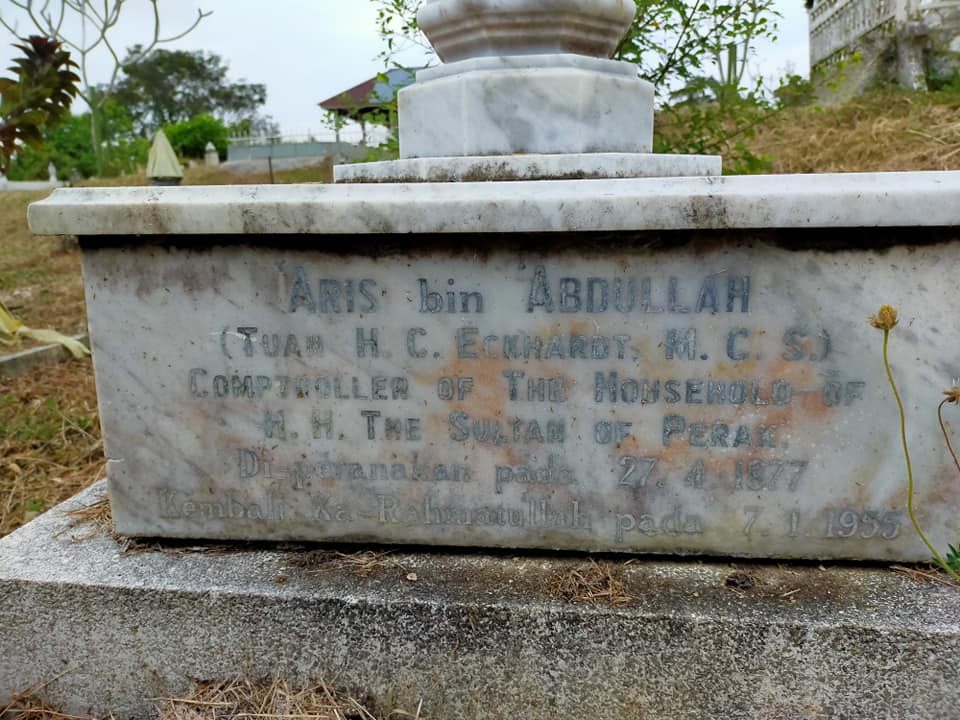 ARIS bin ABDULLAH
(TUAN H. C. ECKHARDT, M. C. S.)
COMPTROLLER OF THE HOUSEHOLD OF
H. H. THE SULTAN OF PERAK.
Di-peranakan pada 27. 4. 1877
Kembali Ka-Rahmatullah pada 7. 1. 1955